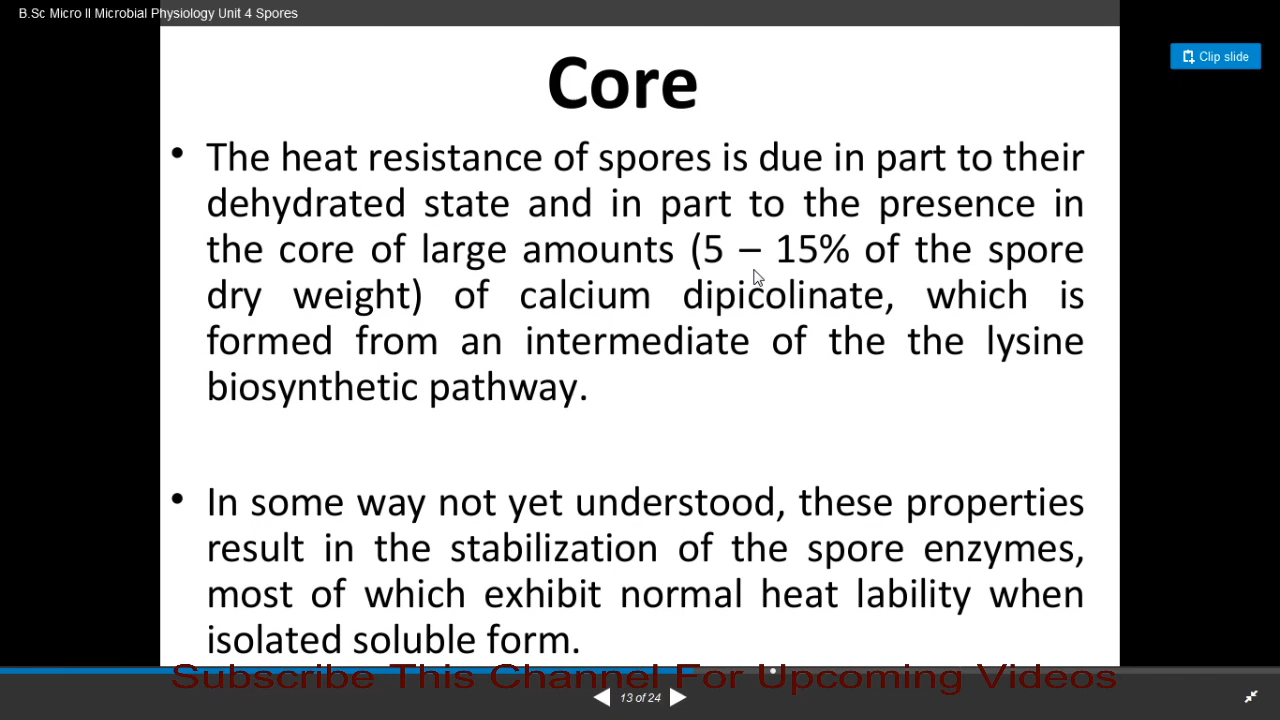 B.Sc Micro II Microbial Physiology Unit 4 Spores
Clip slide
Core
• The heat resistance of spores is due in part to their
dehydrated state and in part to the presence in
the core of large amounts (5 – 15% of the spore
dry weight) of calcium dipicolinate, which is
formed from an intermediate of the the lysine
biosynthetic pathway.
• In some way not yet understood, these properties
result in the stabilization of the spore enzymes,
most of which exhibit normal heat lability when
isolated soluble form.
Subscribe This Channel For Upcoming Videos
13 of 24